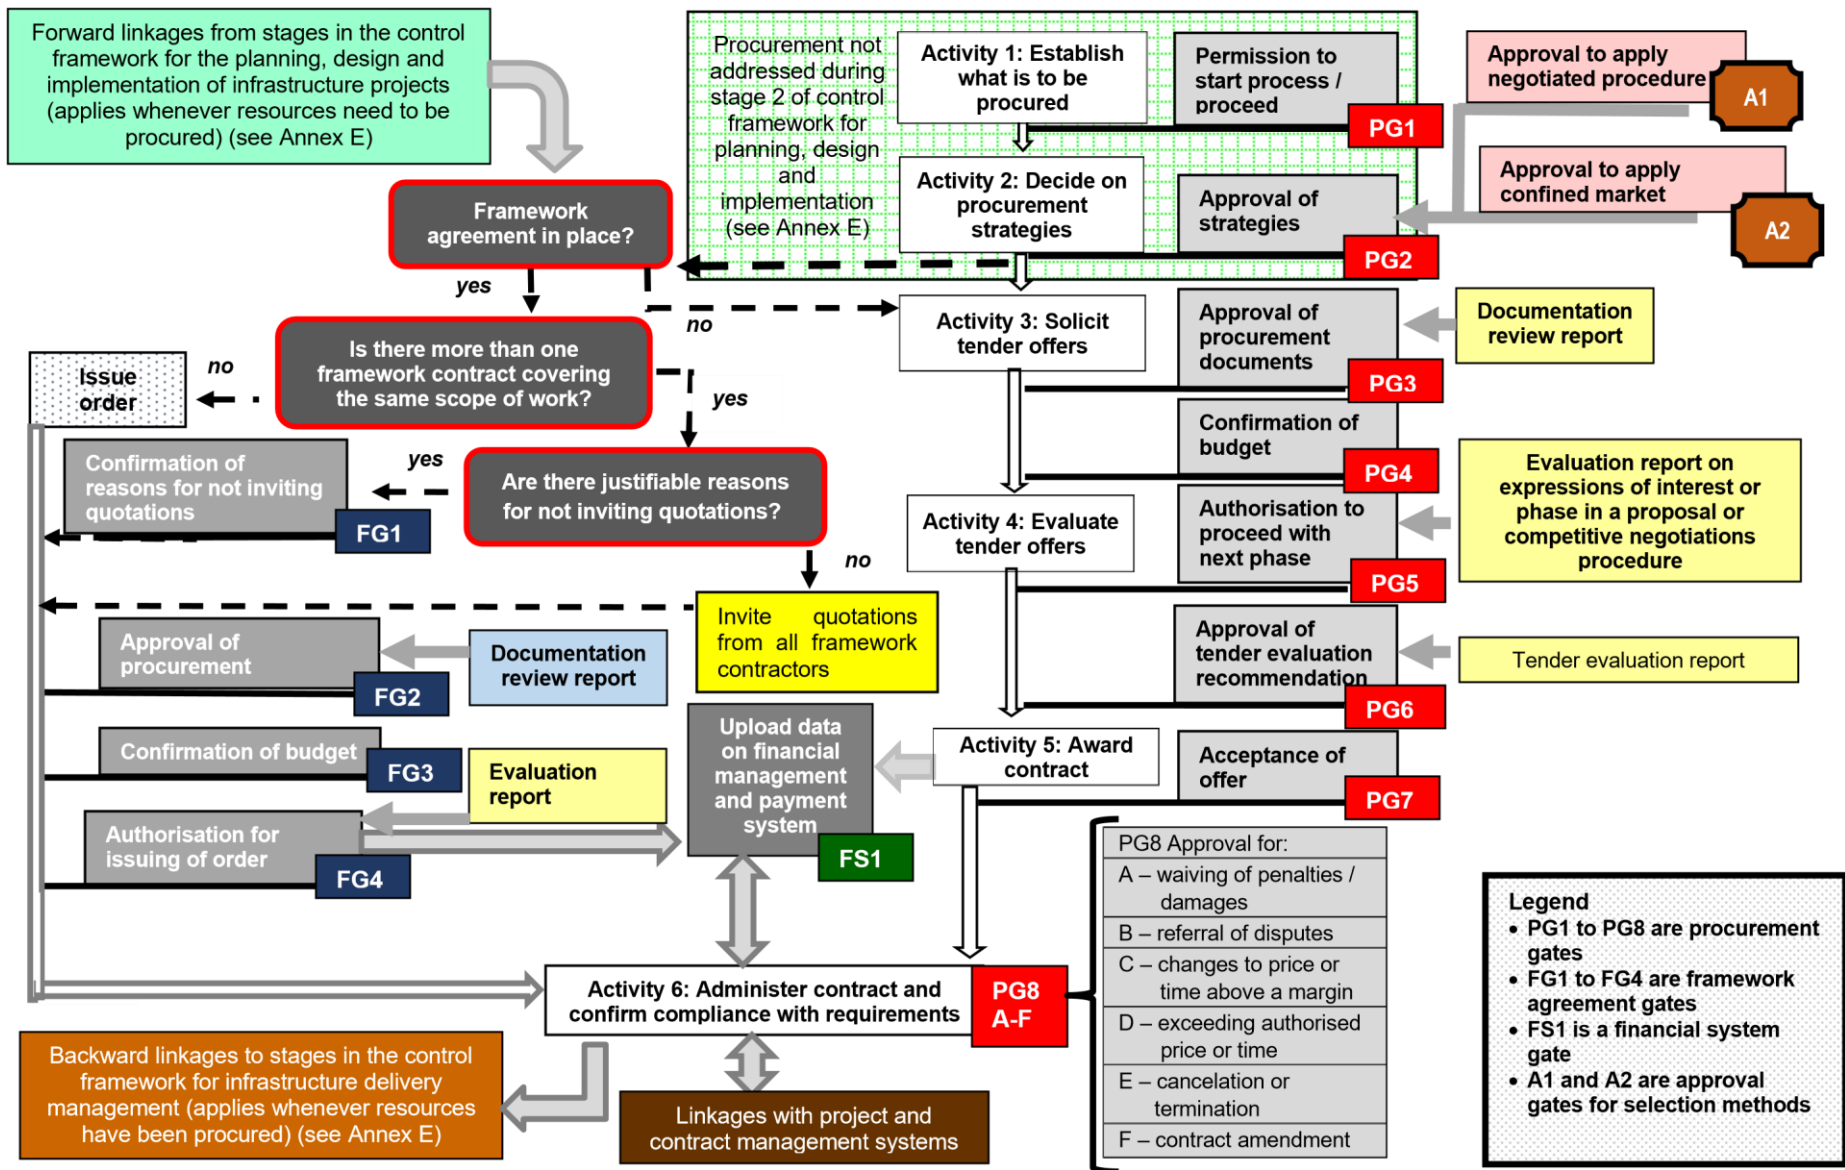 Forward linkages from stages in the control
framework for the planning, design and
implementation of infrastructure projects
(applies whenever resources need to be
procured) (see Annex E)
Procurement not
addressed during
stage 2 of control
framework for
planning, design
and
implementation
(see Annex E)
Activity 1: Establish
what is to be
procured
Permission to
start process /
proceed
PG1
Approval to apply
negotiated procedure
A1
Activity 2: Decide on
procurement
strategies
Approval of
strategies
PG2
Approval to apply
confined market
A2
Framework
agreement in place?
yes
no
Activity 3: Solicit
tender offers
Approval of
procurement
documents
PG3
Documentation
review report
Is there more than one
framework contract covering
the same scope of work?
no
yes
Issue
order
Confirmation of
budget
PG4
Confirmation of
reasons for not inviting
quotations
FG1
yes
Are there justifiable reasons
for not inviting quotations?
no
Activity 4: Evaluate
tender offers
Authorisation to
proceed with
next phase
PG5
Evaluation report on
expressions of interest or
phase in a proposal or
competitive negotiations
procedure
Invite quotations
from all framework
contractors
Approval of
procurement
FG2
Documentation
review report
Approval of
tender evaluation
recommendation
PG6
Tender evaluation report
Confirmation of budget
FG3
Evaluation
report
Upload data
on financial
management
and payment
system
FS1
Activity 5: Award
contract
Acceptance of
offer
PG7
Authorisation for
issuing of order
FG4
PG8 Approval for:
A – waiving of penalties /
damages
B – referral of disputes
C – changes to price or
time above a margin
D – exceeding authorised
price or time
E – cancelation or
termination
F – contract amendment
Activity 6: Administer contract and
confirm compliance with requirements
PG8
A-F
Backward linkages to stages in the control
framework for infrastructure delivery
management (applies whenever resources
have been procured) (see Annex E)
Linkages with project and
contract management systems
Legend
• PG1 to PG8 are procurement
gates
• FG1 to FG4 are framework
agreement gates
• FS1 is a financial system
gate
• A1 and A2 are approval
gates for selection methods